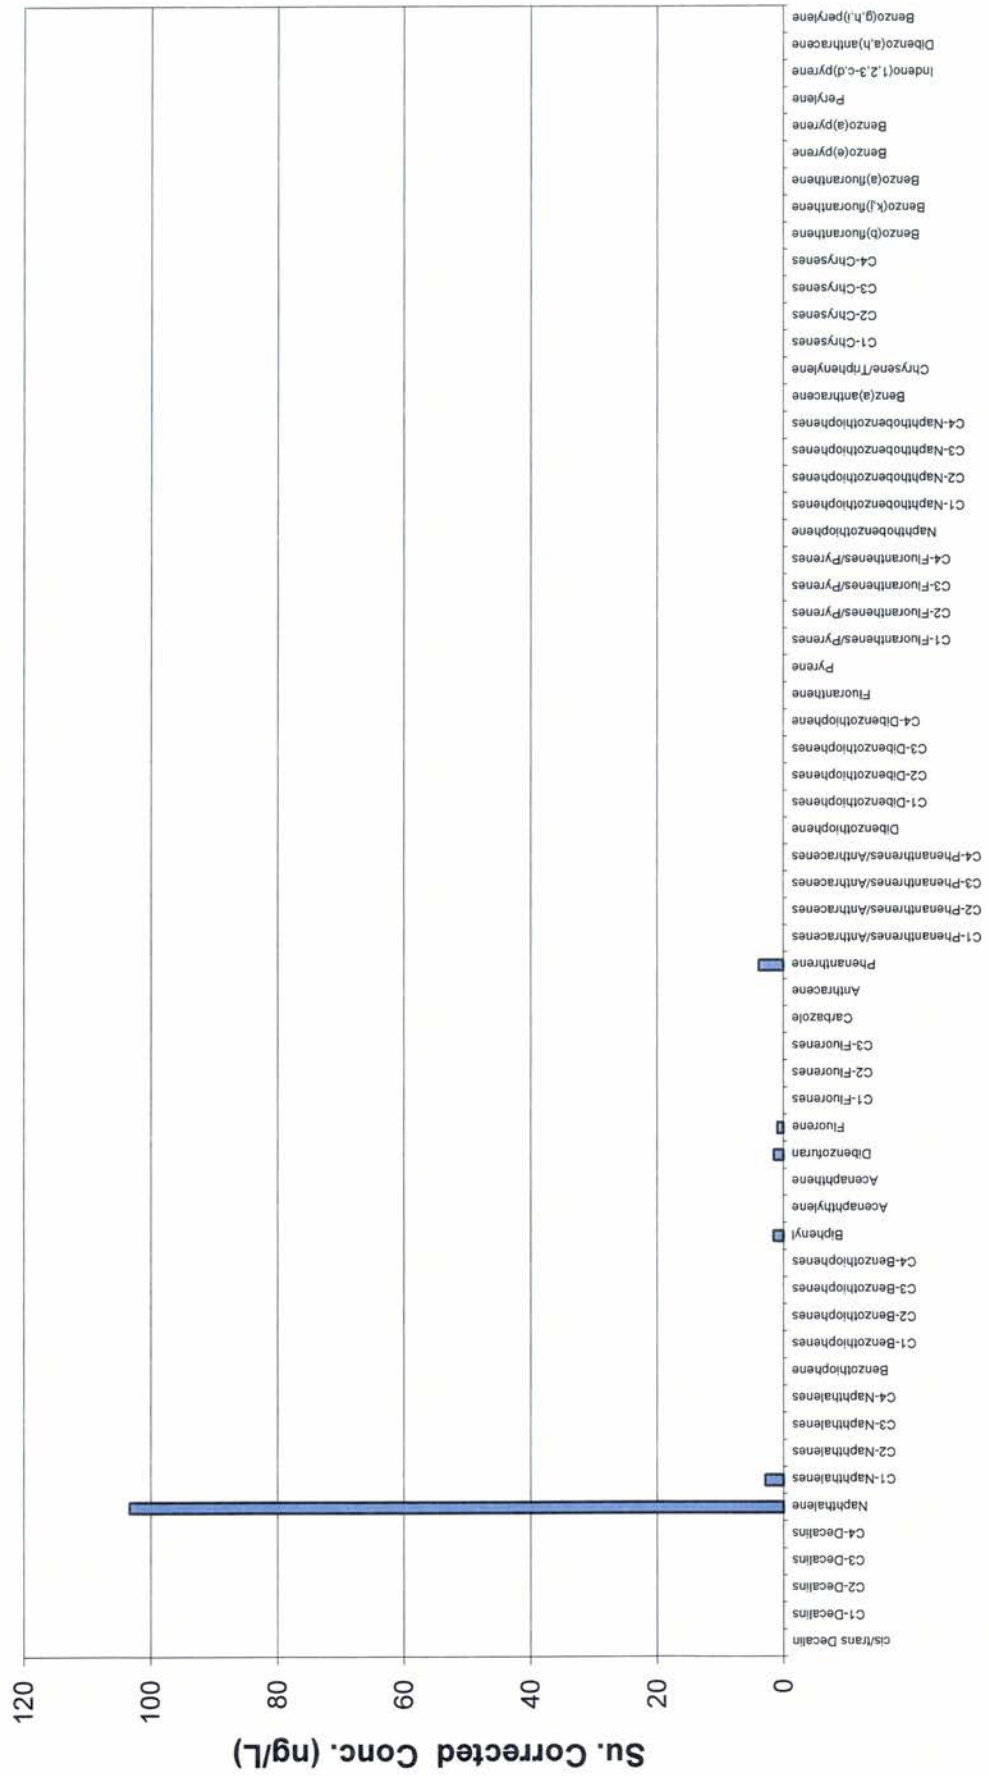 Su. Corrected Conc. (ng/L)
120
100
80
60
40
20
0
cis/trans Decalin
C1-Decalins
C2-Decalins
C3-Decalins
C4-Decalins
Naphthalene
C1-Naphthalenes
C2-Naphthalenes
C3-Naphthalenes
C4-Naphthalenes
Benzothiophene
C1-Benzothiophenes
C2-Benzothiophenes
C3-Benzothiophenes
C4-Benzothiophenes
Biphenyl
Acenaphthylene
Acenaphthene
Dibenzofuran
Fluorene
C1-Fluorenes
C2-Fluorenes
C3-Fluorenes
Carbazole
Anthracene
Phenanthrene
C1-Phenanthrenes/Anthracenes
C2-Phenanthrenes/Anthracenes
C3-Phenanthrenes/Anthracenes
C4-Phenanthrenes/Anthracenes
Dibenzothiophene
C1-Dibenzothiophenes
C2-Dibenzothiophenes
C3-Dibenzothiophenes
C4-Dibenzothiophene
Fluoranthene
Pyrene
C1-Fluoranthenes/Pyrenes
C2-Fluoranthenes/Pyrenes
C3-Fluoranthenes/Pyrenes
C4-Fluoranthenes/Pyrenes
Naphthobenzothiophene
C1-Naphthobenzothiophenes
C2-Naphthobenzothiophenes
C3-Naphthobenzothiophenes
C4-Naphthobenzothiophenes
Benz(a)anthracene
Chrysene/Triphenylene
C1-Chrysenes
C2-Chrysenes
C3-Chrysenes
C4-Chrysenes
Benzo(b)fluoranthene
Benzo(k,j)fluoranthene
Benzo(a)fluoranthene
Benzo(e)pyrene
Benzo(a)pyrene
Perylene
Indeno(1,2,3-c,d)pyrene
Dibenzo(a,h)anthracene
Benzo(g,h,i)perylene